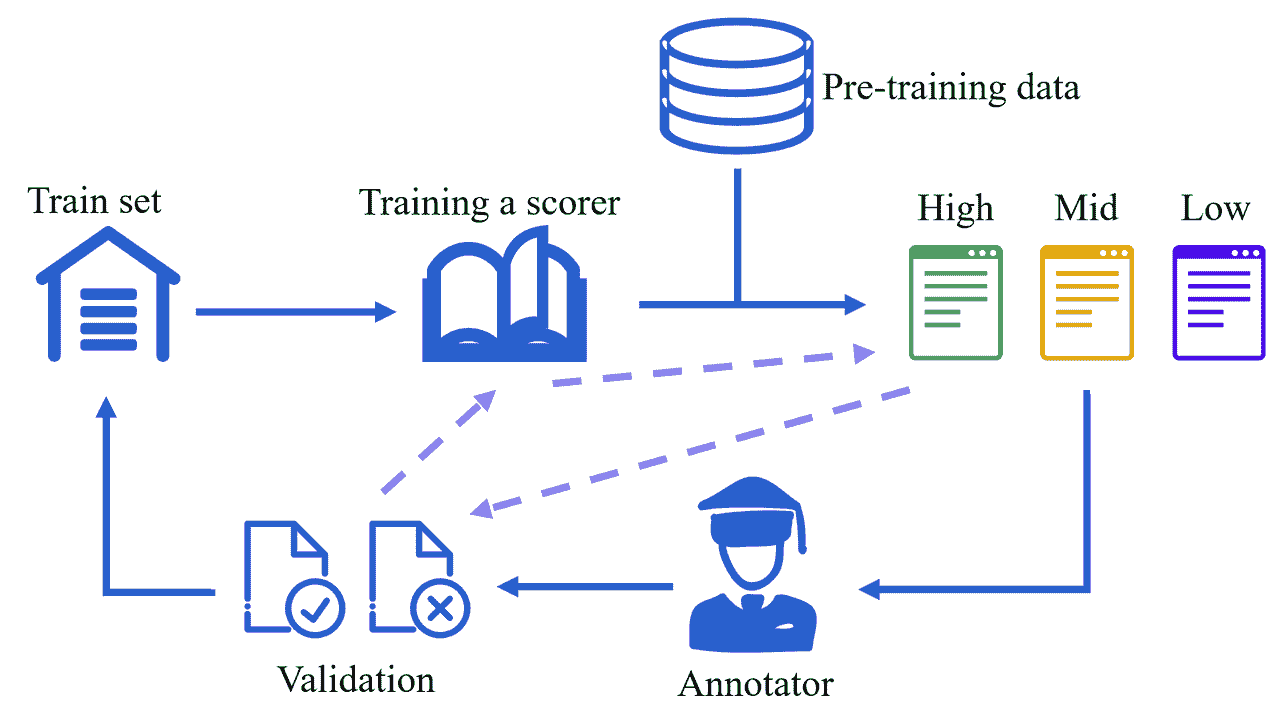 Pre-training data
Train set
Training a scorer
High
Mid
Low
Validation
Annotator